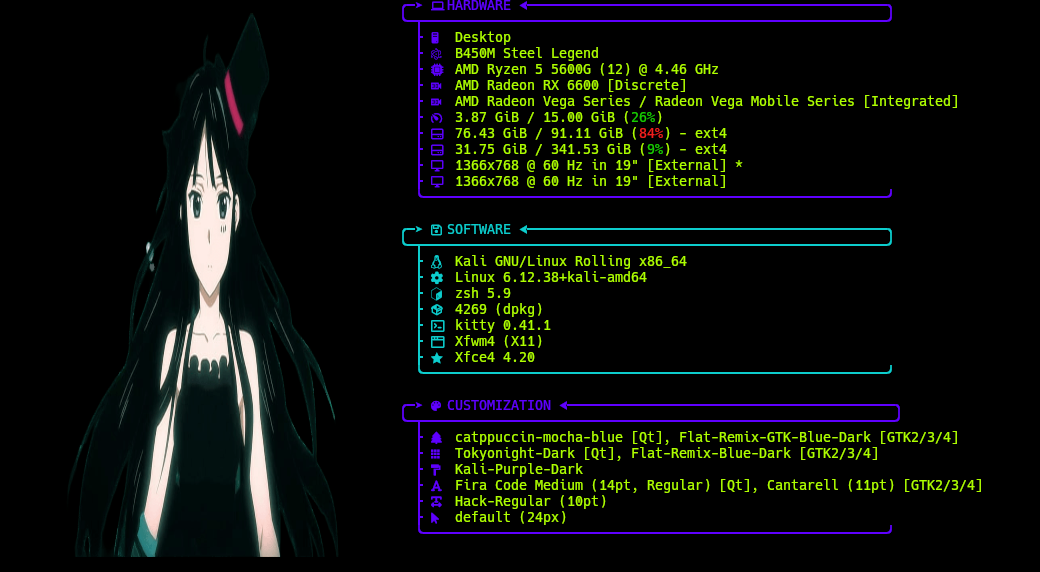 HARDWARE
Desktop
B450M Steel Legend
AMD Ryzen 5 5600G (12) @ 4.46 GHz
AMD Radeon RX 6600 [Discrete]
AMD Radeon Vega Series / Radeon Vega Mobile Series [Integrated]
3.87 GiB / 15.00 GiB (26%)
76.43 GiB / 91.11 GiB (84%) - ext4
31.75 GiB / 341.53 GiB (9%) - ext4
1366x768 @ 60 Hz in 19" [External] *
1366x768 @ 60 Hz in 19" [External]
SOFTWARE
Kali GNU/Linux Rolling x86_64
Linux 6.12.38+kali-amd64
zsh 5.9
4269 (dpkg)
kitty 0.41.1
Xfwm4 (X11)
Xfce4 4.20
CUSTOMIZATION
catppuccin-mocha-blue [Qt], Flat-Remix-GTK-Blue-Dark [GTK2/3/4]
Tokyonight-Dark [Qt], Flat-Remix-Blue-Dark [GTK2/3/4]
Kali-Purple-Dark
Fira Code Medium (14pt, Regular) [Qt], Cantarell (11pt) [GTK2/3/4]
Hack-Regular (10pt)
default (24px)